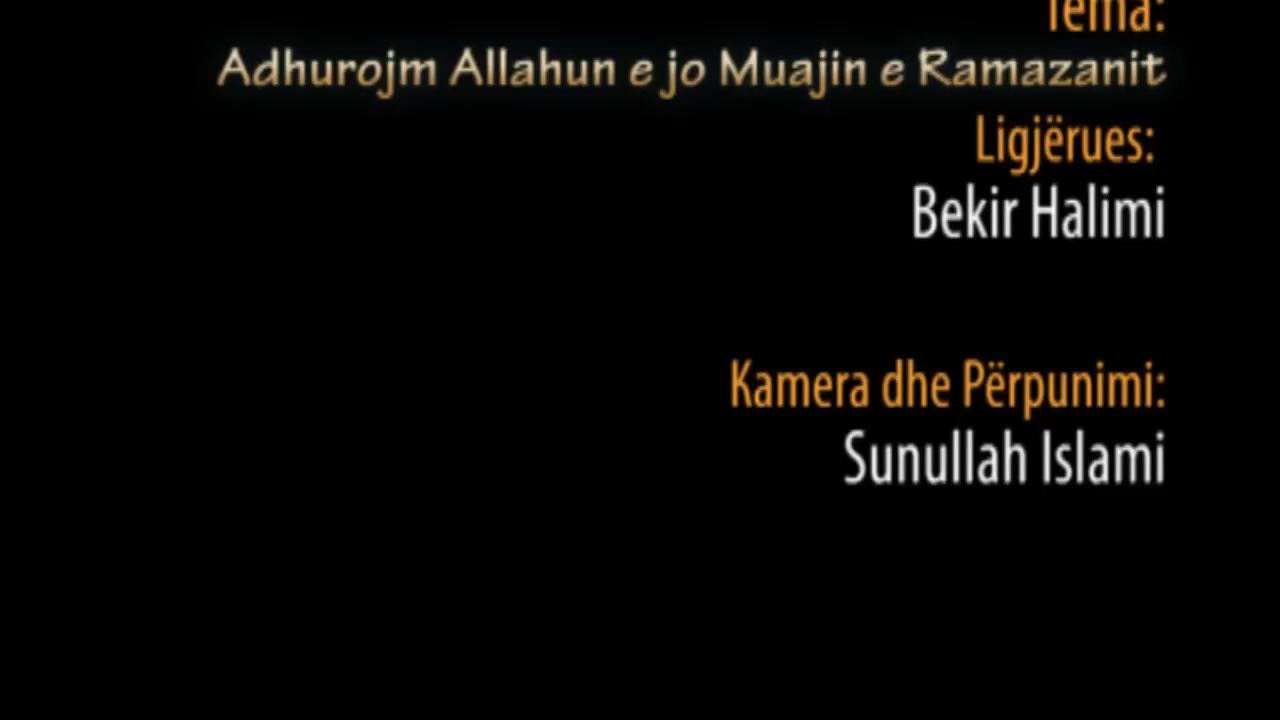 Tema:
Adhurojm Allahun e jo Muajin e Ramazanit
Ligjërues:
Bekir Halimi
Kamera dhe Përpunimi:
Sunullah Islami